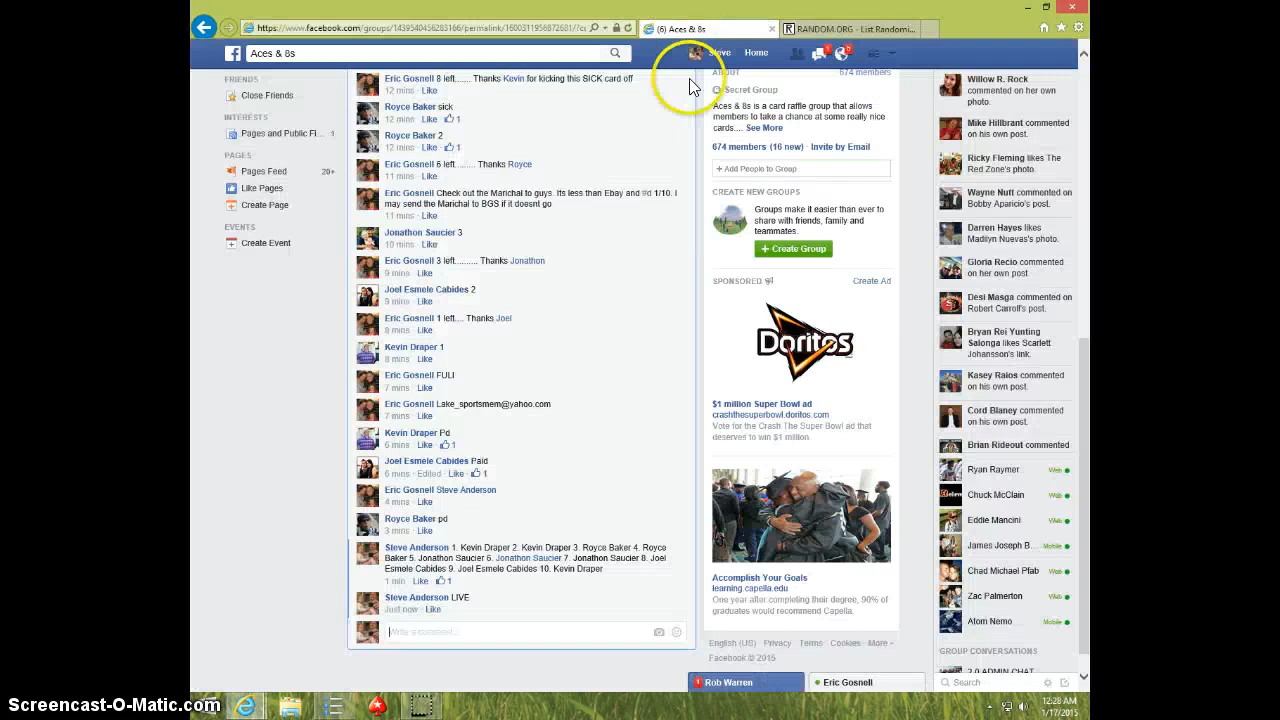 https://www.facebook.com/groups/1439540456283166/permalink/1600311956872681/?c
(6) Aces & 8s
RANDOM.ORG - List Randomi...
Aces & 8s
Steve
Home
FRIENDS
Close Friends
INTERESTS
Pages and Public Fi...
1
PAGES
Pages Feed
20+
Like Pages
Create Page
EVENTS
Create Event
Eric Gosnell 8 left....... Thanks Kevin for kicking this SICK card off
12 mins · Like
Royce Baker sick
12 mins · Like · 1
Royce Baker 2
12 mins · Like · 1
Eric Gosnell 6 left......... Thanks Royce
11 mins · Like
Eric Gosnell Check out the Marichal to guys. Its less than Ebay and #d 1/10. I
may send the Marichal to BGS if it doesnt go
11 mins · Like
Jonathon Saucier 3
10 mins · Like
Eric Gosnell 3 left.......... Thanks Jonathon
9 mins · Like
Joel Esmele Cabides 2
9 mins · Like
Eric Gosnell 1 left.... Thanks Joel
8 mins · Like
Kevin Draper 1
8 mins · Like
Eric Gosnell FULl
7 mins · Like
Eric Gosnell Lake_sportsmem@yahoo.com
7 mins · Like
Kevin Draper Pd
6 mins · Like · 1
Joel Esmele Cabides Paid
6 mins · Edited · Like · 1
Eric Gosnell Steve Anderson
4 mins · Like
Royce Baker pd
3 mins · Like
Steve Anderson 1. Kevin Draper 2. Kevin Draper 3. Royce Baker 4. Royce
Baker 5. Jonathon Saucier 6. Jonathon Saucier 7. Jonathon Saucier 8. Joel
Esmele Cabides 9. Joel Esmele Cabides 10. Kevin Draper
1 min · Like · 1
Steve Anderson LIVE
Just now · Like
Write a comment...
ABOUT
674 members
Secret Group
Aces & 8s is a card raffle group that allows
members to take a chance at some really nice
cards.... See More
674 members (16 new) · Invite by Email
+ Add People to Group
CREATE NEW GROUPS
Groups make it easier than ever to
share with friends, family and
teammates.
+ Create Group
SPONSORED
Create Ad
Doritos
$1 million Super Bowl ad
crashthesuperbowl.doritos.com
Vote for the Crash The Super Bowl ad that
deserves to win $1 million.
Accomplish Your Goals
learning.capella.edu
One year after completing their degree, 90% of
graduates would recommend Capella.
English (US) · Privacy · Terms · Cookies · More
Facebook © 2015
Willow R. Rock
commented on her own
photo.
Mike Hillbrant commented
on his own post.
Ricky Fleming likes The
Red Zone's photo.
Wayne Nutt commented on
Bobby Aparicio's post.
Darren Hayes likes
Madilyn Nuevas's photo.
Gloria Recio commented
on her own post
Desi Masga commented on
Robert Carroll's post.
Bryan Rei Yunting
Salonga likes Scarlett
Johansson's link.
Kasey Raios commented
on his own post.
Cord Blaney commented
on his own post.
Brian Rideout commented
Ryan Raymer
Web
Chuck McClain
Web
Eddie Mancini
Web
James Joseph B...
Mobile
Chad Michael Pfab
Web
Zac Palmerton
Web
Atom Nemo
Mobile
GROUP CONVERSATIONS
2.0 ADMIN CHAT
Search
1 Rob Warren
Eric Gosnell
12:28 AM
1/17/2015
Screencast-O-Matic.com